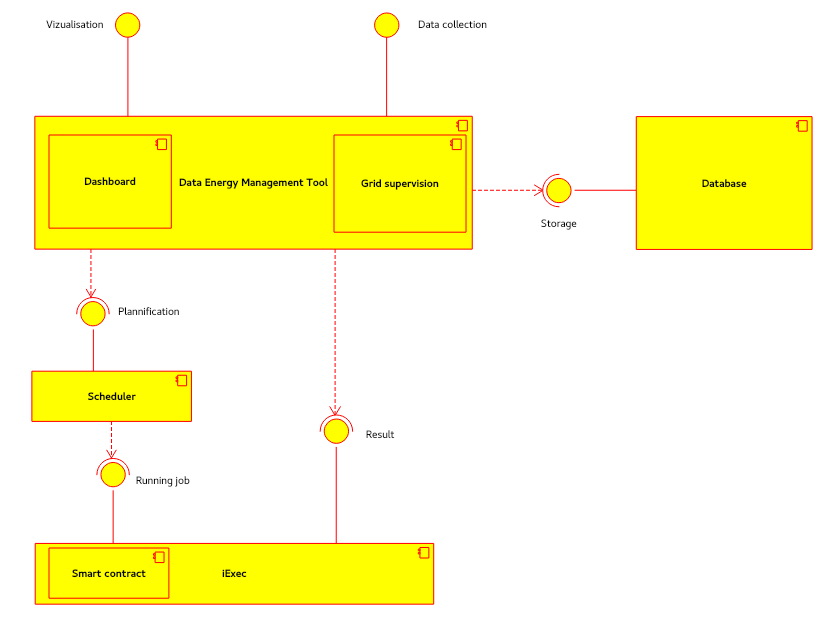 Vizualisation
Data collection
Dashboard
Data Energy Management Tool
Grid supervision
Database
Storage
Plannification
Scheduler
Result
Running job
Smart contract
iExec